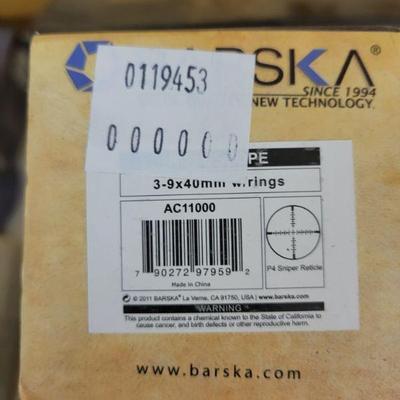 BARSKA®
SINCE 1994
NEW TECHNOLOGY.
0119453
000000
PE
3-9x40mm w/rings
AC11000
7 90272 97959 2
Made in China
P4 Sniper Reticle
© 2011 BARSKA® La Verne, CA 91750, USA | www.barska.com
WARNING
This product contains a chemical known to the State of California to
cause cancer, and birth defects or other reproductive harm.
www.barska.com